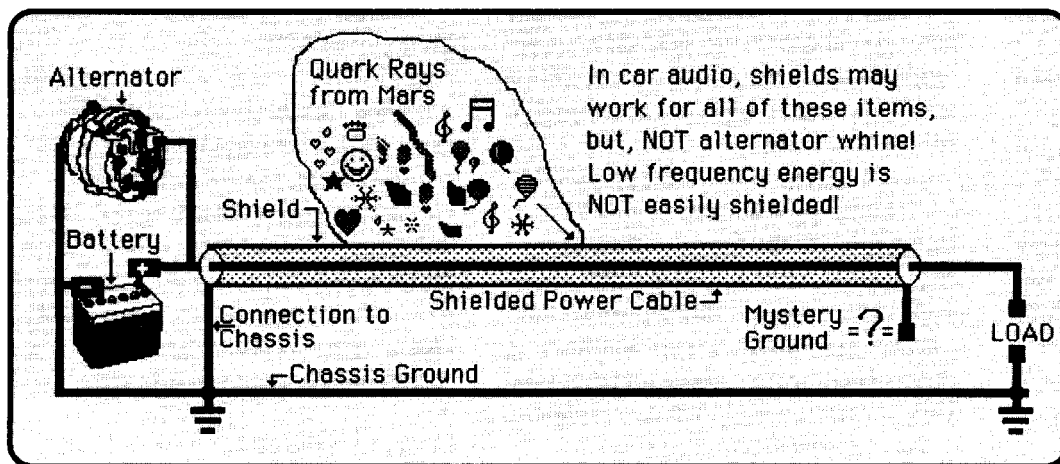 Alternator
Quark Rays
from Mars
In car audio, shields may
work for all of these items,
but, NOT alternator whine!
Low frequency energy is
NOT easily shielded!
Shield
Battery
+
Shielded Power Cable
Connection to
Chassis
Mystery
Ground
=?=
LOAD
Chassis Ground